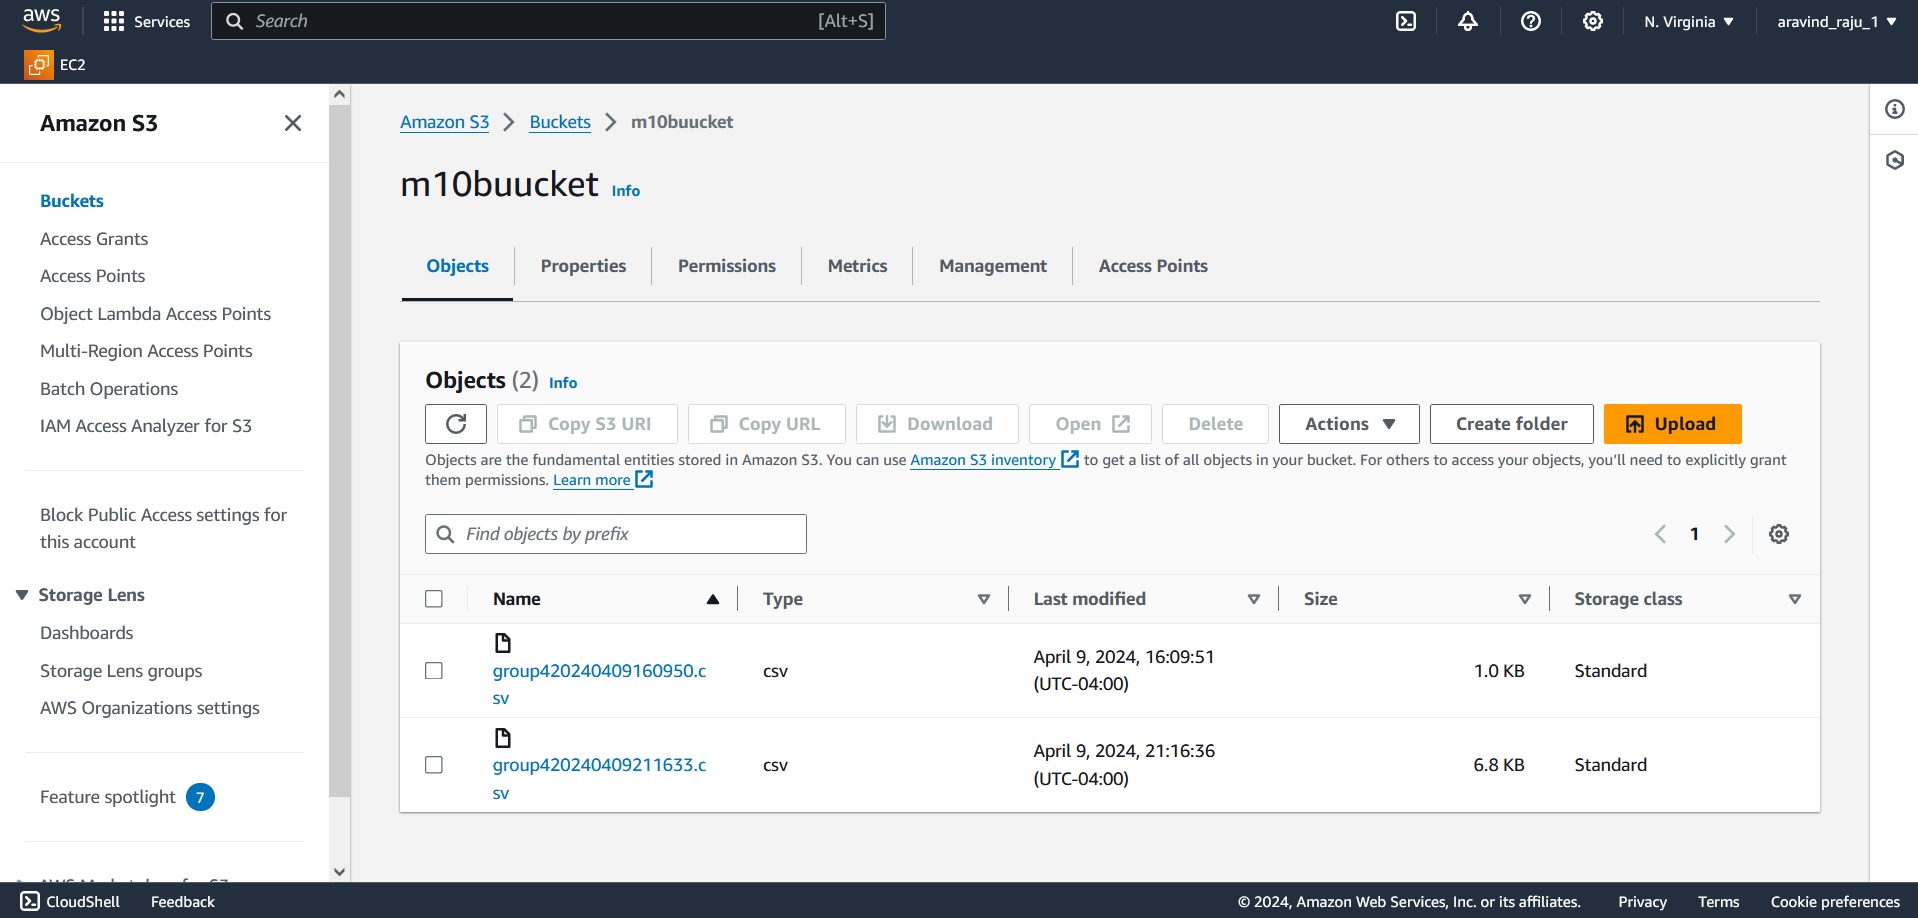 aws
Services
Search
[Alt+S]
N. Virginia
aravind_raju_1
EC2
Amazon S3
Buckets
Access Grants
Access Points
Object Lambda Access Points
Multi-Region Access Points
Batch Operations
IAM Access Analyzer for S3
Block Public Access settings for
this account
Storage Lens
Dashboards
Storage Lens groups
AWS Organizations settings
Feature spotlight 7
Amazon S3 > Buckets > m10buucket
m10buucket Info
Objects
Properties
Permissions
Metrics
Management
Access Points
Objects (2) Info
Copy S3 URI
Copy URL
Download
Open
Delete
Actions
Create folder
Upload
Objects are the fundamental entities stored in Amazon S3. You can use Amazon S3 inventory to get a list of all objects in your bucket. For others to access your objects, you’ll need to explicitly grant
them permissions. Learn more
Find objects by prefix
1
Name
Type
Last modified
Size
Storage class
group420240409160950.c
sv
csv
April 9, 2024, 16:09:51
(UTC-04:00)
1.0 KB
Standard
group420240409211633.c
sv
csv
April 9, 2024, 21:16:36
(UTC-04:00)
6.8 KB
Standard
CloudShell
Feedback
© 2024, Amazon Web Services, Inc. or its affiliates.
Privacy
Terms
Cookie preferences